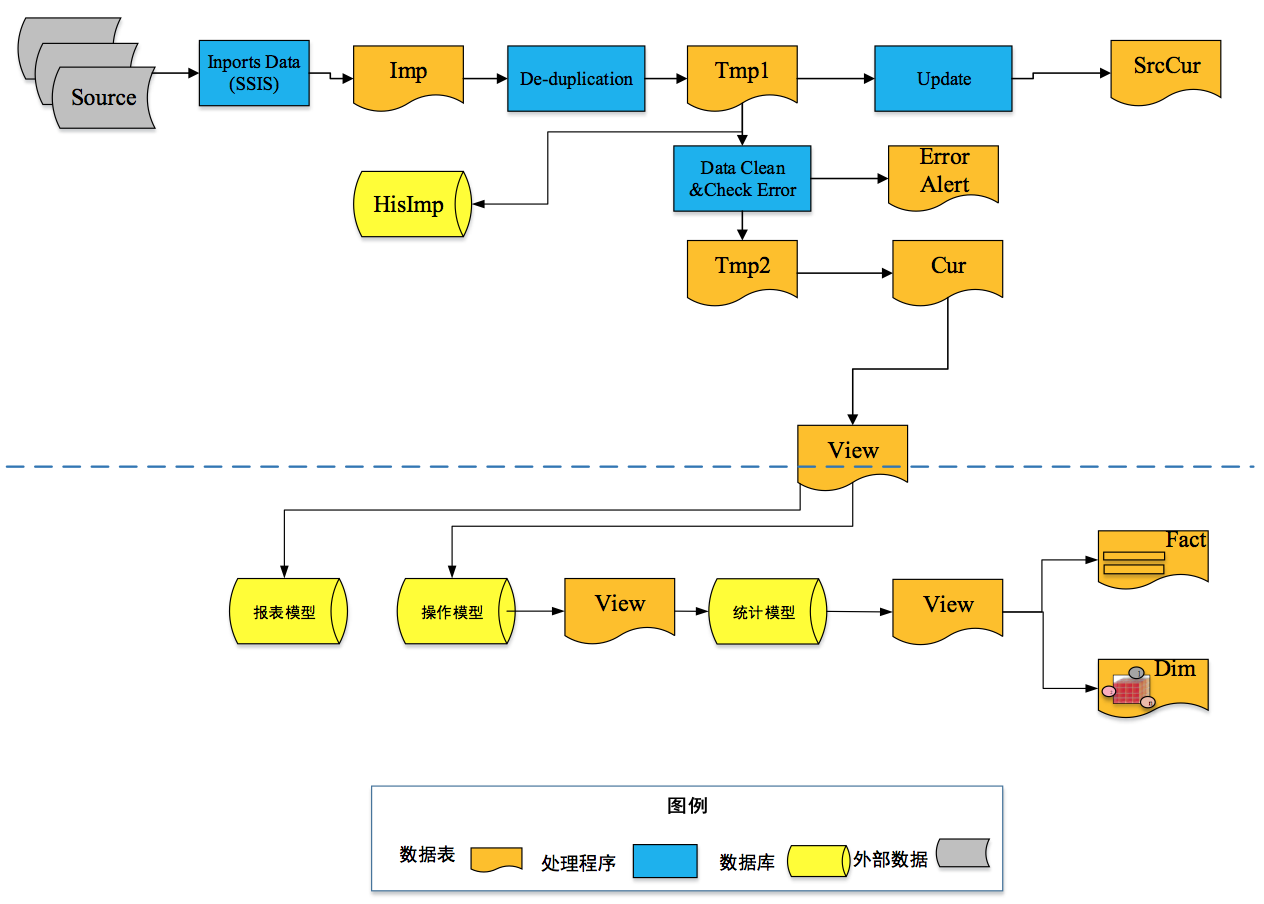 Source
Inports Data
(SSIS)
Imp
De-duplication
Tmp1
Update
SrcCur
HisImp
Data Clean
&Check Error
Error
Alert
Tmp2
Cur
View
报表模型
操作模型
View
统计模型
View
Fact
Dim
图例
数据表
处理程序
数据库
外部数据